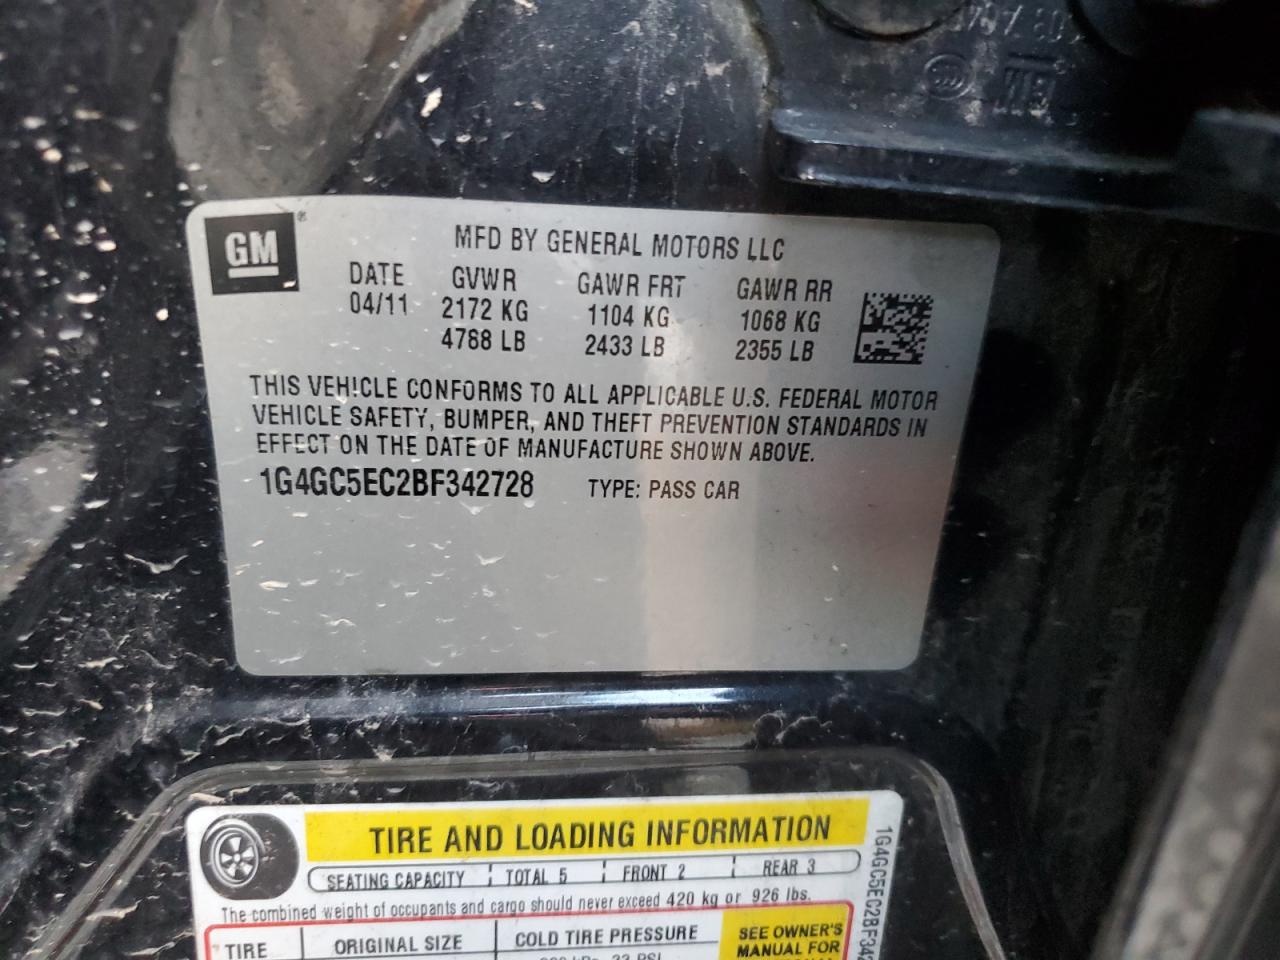 GM ®
MFD BY GENERAL MOTORS LLC
DATE GVWR GAWR FRT GAWR RR
04/11 2172 KG 1104 KG 1068 KG
4788 LB 2433 LB 2355 LB
THIS VEHICLE CONFORMS TO ALL APPLICABLE U.S. FEDERAL MOTOR
VEHICLE SAFETY, BUMPER, AND THEFT PREVENTION STANDARDS IN
EFFECT ON THE DATE OF MANUFACTURE SHOWN ABOVE.
1G4GC5EC2BF342728 TYPE: PASS CAR
TIRE AND LOADING INFORMATION
SEATING CAPACITY TOTAL 5 FRONT 2 REAR 3
The combined weight of occupants and cargo should never exceed 420 kg or 926 lbs.
TIRE ORIGINAL SIZE COLD TIRE PRESSURE SEE OWNER'S
MANUAL FOR
1G4GC5EC2BF342